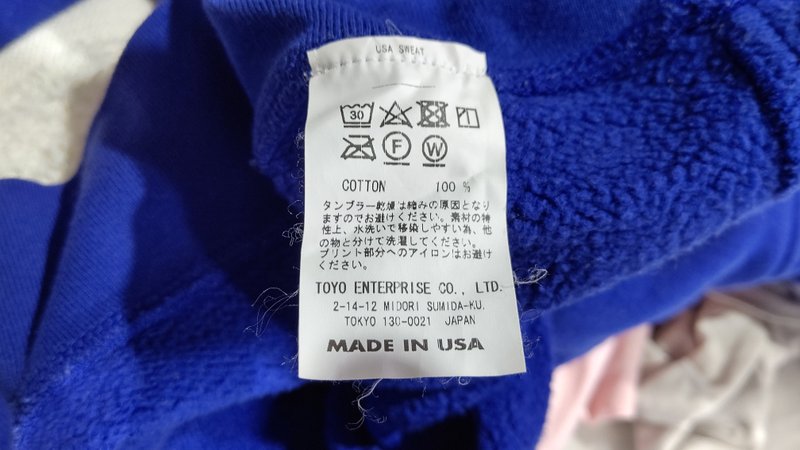 USA SWEAT
30
F W
COTTON 100 %
タンブラー乾燥は縮みの原因となり
ますのでお避けください。素材の特
性上、水洗いで移染しやすい為、他
の物と分けて洗濯してください。
プリント部分へのアイロンはお避け
ください。
TOYO ENTERPRISE CO., LTD.
2-14-12 MIDORI SUMIDA-KU.
TOKYO 130-0021 JAPAN
MADE IN USA